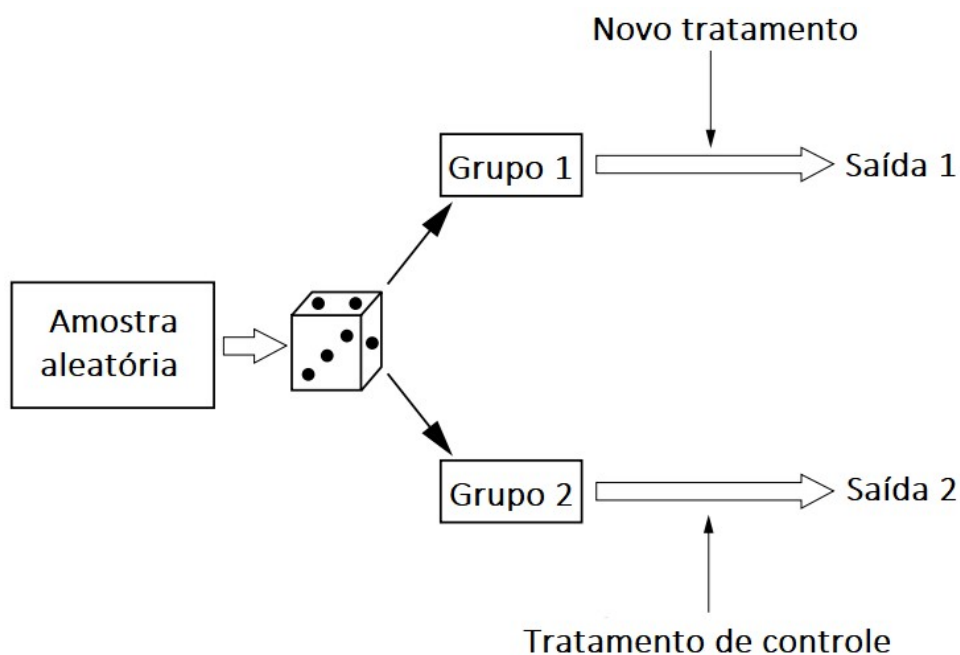 Novo tratamento
Grupo 1
Saída 1
Amostra
aleatória
Grupo 2
Saída 2
Tratamento de controle